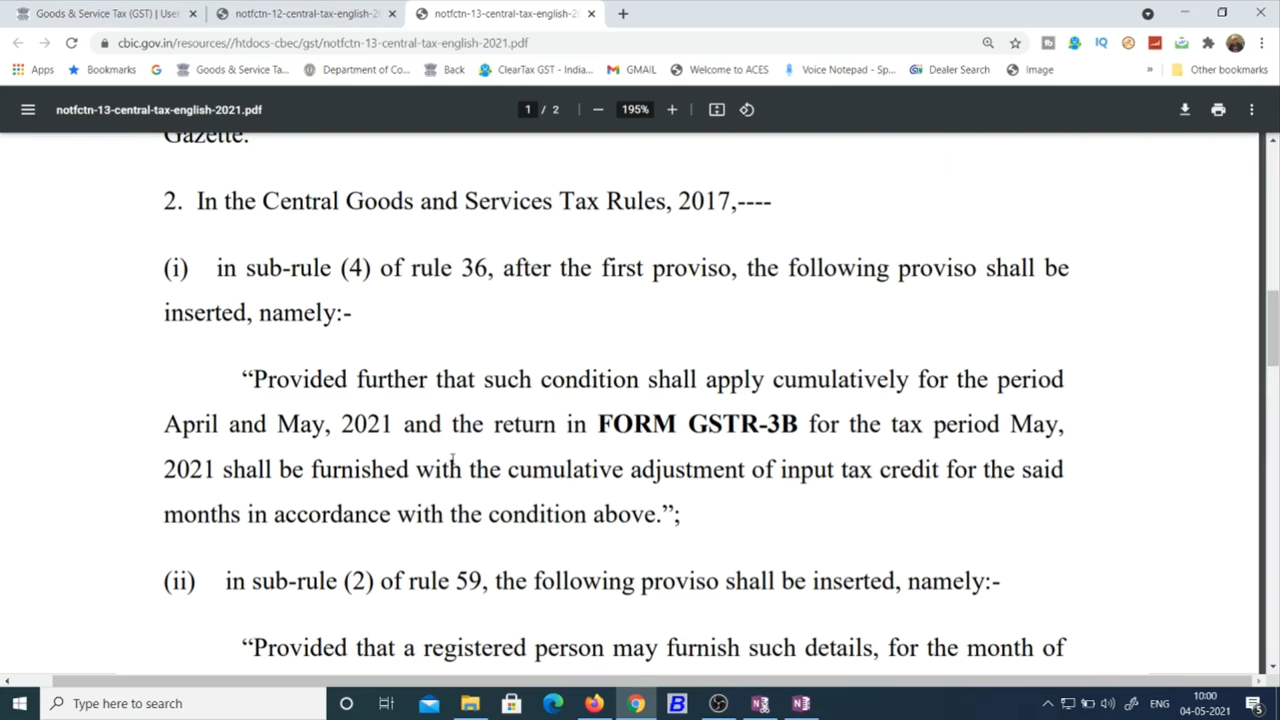 Goods & Service Tax (GST) | User
notfctn-12-central-tax-english-2
notfctn-13-central-tax-english-2
cbic.gov.in/resources//htdocs-cbec/gst/notfctn-13-central-tax-english-2021.pdf
Apps
Bookmarks
Goods & Service Ta...
Department of Co...
Back
ClearTax GST - India...
GMAIL
Welcome to ACES
Voice Notepad - Sp...
Dealer Search
Image
»
Other bookmarks
notfctn-13-central-tax-english-2021.pdf
1 / 2
195%
Gazette.
2. In the Central Goods and Services Tax Rules, 2017,----
(i) in sub-rule (4) of rule 36, after the first proviso, the following proviso shall be
inserted, namely:-
“Provided further that such condition shall apply cumulatively for the period
April and May, 2021 and the return in FORM GSTR-3B for the tax period May,
2021 shall be furnished with the cumulative adjustment of input tax credit for the said
months in accordance with the condition above.”;
(ii) in sub-rule (2) of rule 59, the following proviso shall be inserted, namely:-
“Provided that a registered person may furnish such details, for the month of
Type here to search
ENG
10:00
04-05-2021
5